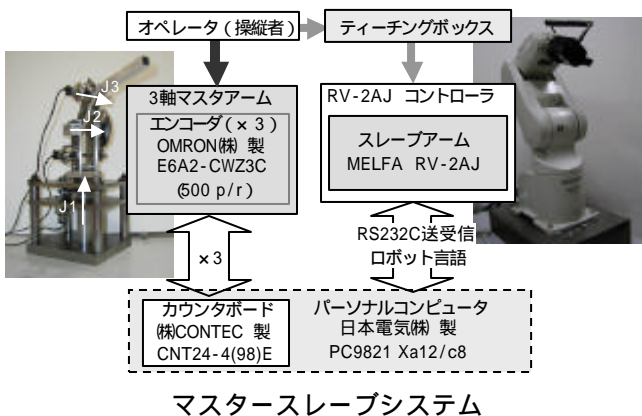 オペレータ(操縦者)
ティーチングボックス
3軸マスタアーム
エンコーダ(×3)
OMRON㈱ 製
E6A2-CWZ3C
(500 p/r)
RV-2AJ コントローラ
スレーブアーム
MELFA RV-2AJ
J3
J2
J1
×3
RS232C送受信
ロボット言語
カウンタボード
㈱CONTEC 製
CNT24-4(98)E
パーソナルコンピュータ
日本電気㈱ 製
PC9821 Xa12/c8
マスタースレーブシステム